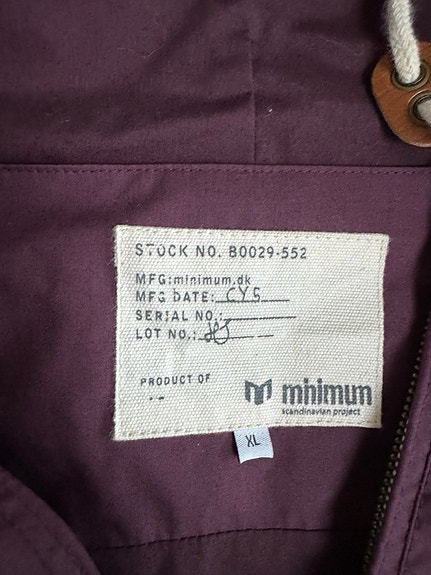 STOCK NO. B0029-552
MFG:minimum.dk
MFG DATE: CY5
SERIAL NO.:
LOT NO.:
PRODUCT OF
minimum
scandinavian project
XL